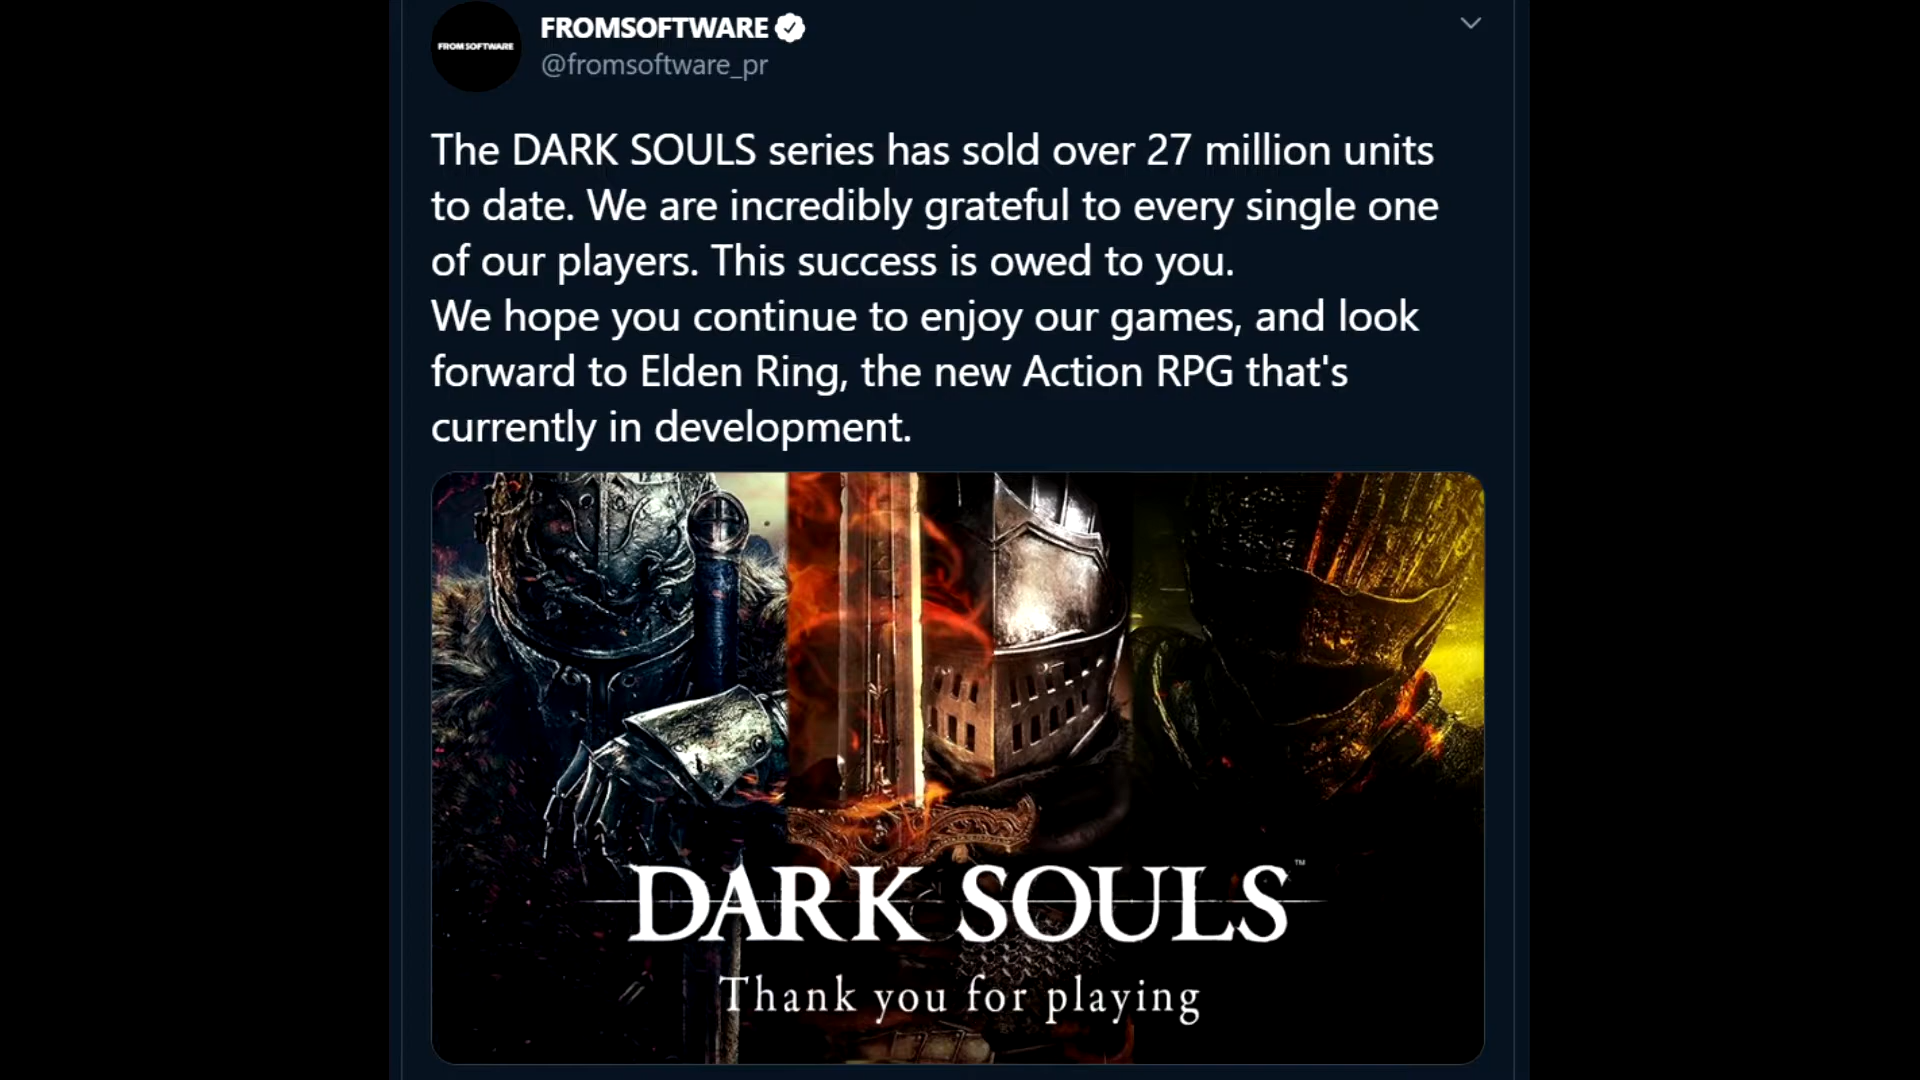 FROMSOFTWARE
FROMSOFTWARE
@fromsoftware_pr
The DARK SOULS series has sold over 27 million units
to date. We are incredibly grateful to every single one
of our players. This success is owed to you.
We hope you continue to enjoy our games, and look
forward to Elden Ring, the new Action RPG that's
currently in development.
DARK SOULS™
Thank you for playing